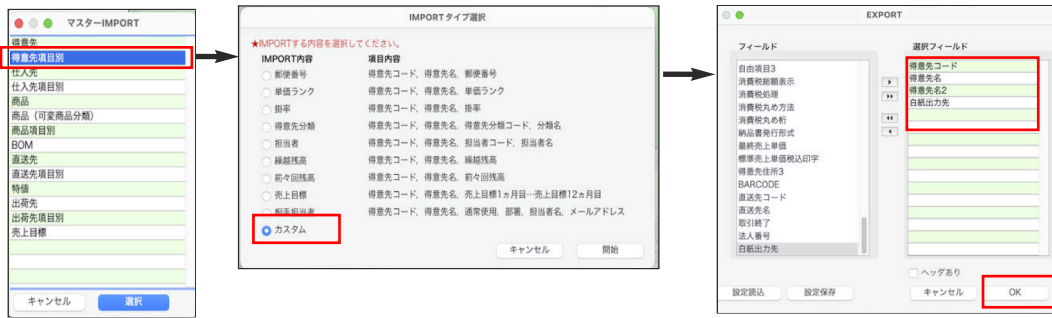 マスターIMPORT
得意先
得意先項目別
仕入先
仕入先項目別
商品
商品（可変商品分類）
商品項目別
BOM
直送先
直送先項目別
特値
出荷先
出荷先項目別
売上目標
キャンセル 選択
IMPORTタイプ選択
★IMPORTする内容を選択してください。
IMPORT内容 項目内容
郵便番号 得意先コード, 得意先名, 郵便番号
単価ランク 得意先コード, 得意先名, 単価ランク
掛率 得意先コード, 得意先名, 掛率
得意先分類 得意先コード, 得意先名, 得意先分類コード, 分類名
担当者 得意先コード, 得意先名, 担当者コード, 担当者名
繰越残高 得意先コード, 得意先名, 繰越残高
前々回残高 得意先コード, 得意先名, 前々回残高
売上目標 得意先コード, 得意先名, 売上目標1ヵ月目…売上目標12ヵ月目
相手担当者 得意先コード, 得意先名, 通常使用, 部署, 担当者名, メールアドレス
カスタム
キャンセル 開始
EXPORT
フィールド
自由項目3
消費税総額表示
消費税処理
消費税丸め方法
消費税丸め桁
納品書発行形式
最終売上単価
標準売上単価税込印字
得意先住所3
BARCODE
直送先コード
直送先名
取引終了
法人番号
白紙出力先
選択フィールド
得意先コード
得意先名
得意先名2
白紙出力先
ヘッダあり
設定読込 設定保存 キャンセル OK